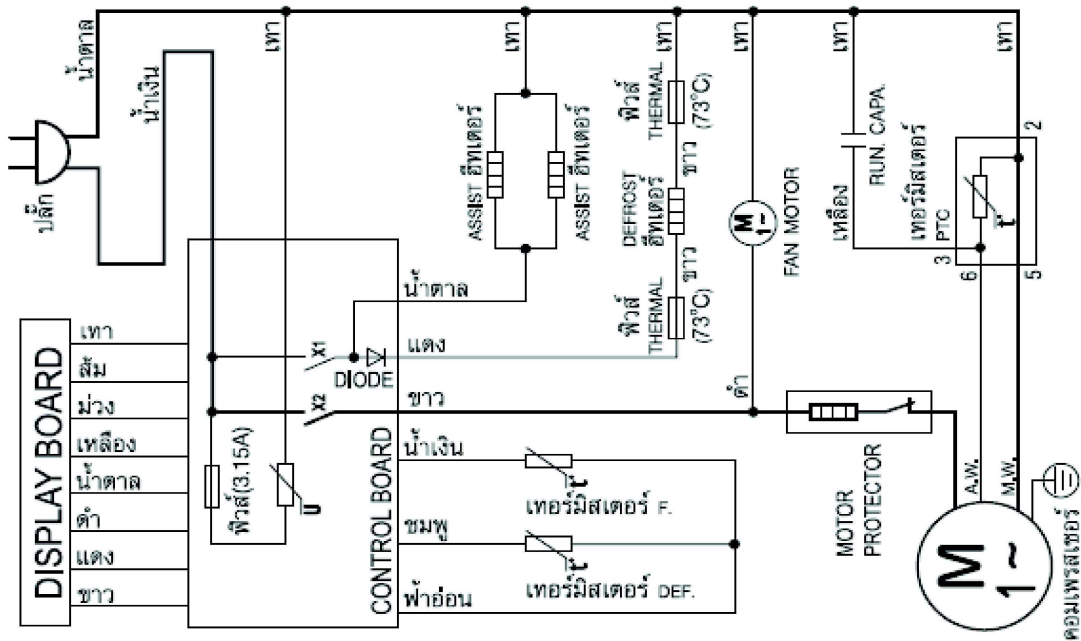 ปลั๊ก
น้ำตาล
น้ำเงิน
DISPLAY BOARD
เทา
ส้ม
ม่วง
เหลือง
น้ำตาล
ดำ
แดง
ขาว
CONTROL BOARD
ฟิวส์(3.15A)
U
X1
X2
DIODE
น้ำตาล
แดง
ขาว
น้ำเงิน
ชมพู
ฟ้าอ่อน
เทา
เทา
เทา
เทา
เทา
เทา
ASSIST ฮีทเตอร์
ASSIST ฮีทเตอร์
ฟิวส์
THERMAL
(73°C)
ขาว
DEFROST
ฮีทเตอร์
ขาว
ฟิวส์
THERMAL
(73°C)
M
1~
FAN MOTOR
ดำ
RUN. CAPA.
เหลือง
เทอร์มิสเตอร์
PTC
3
2
6
5
t
t
เทอร์มิสเตอร์ F.
t
เทอร์มิสเตอร์ DEF.
MOTOR
PROTECTOR
A.W.
M.W.
M
1~
คอมเพรสเซอร์